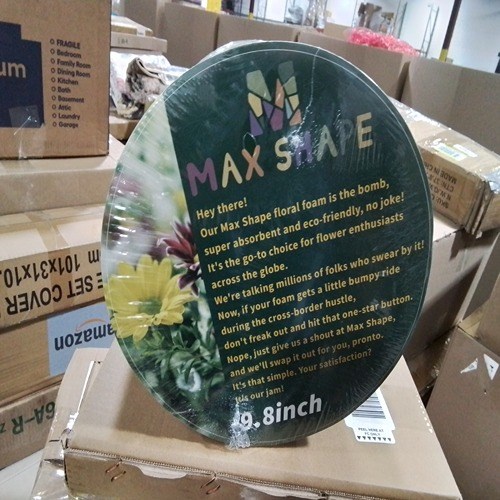 um
FRAGILE
Bedroom
Family Room
Dining Room
Kitchen
Bath
Basement
Attic
Laundry
Garage
MAX SHAPE
Hey there!
Our Max Shape floral foam is the bomb,
super absorbent and eco-friendly, no joke!
It's the go-to choice for flower enthusiasts
across the globe.
We're talking millions of folks who swear by it!
Now, if your foam gets a little bumpy ride
during the cross-border hustle,
don't freak out and hit that one-star button.
Nope, just give us a shout at Max Shape,
and we'll swap it out for you, pronto.
It's that simple. Your satisfaction?
It's our jam!
9.8inch
E SET COVER
m 101x31x10.
amazon
6A-R